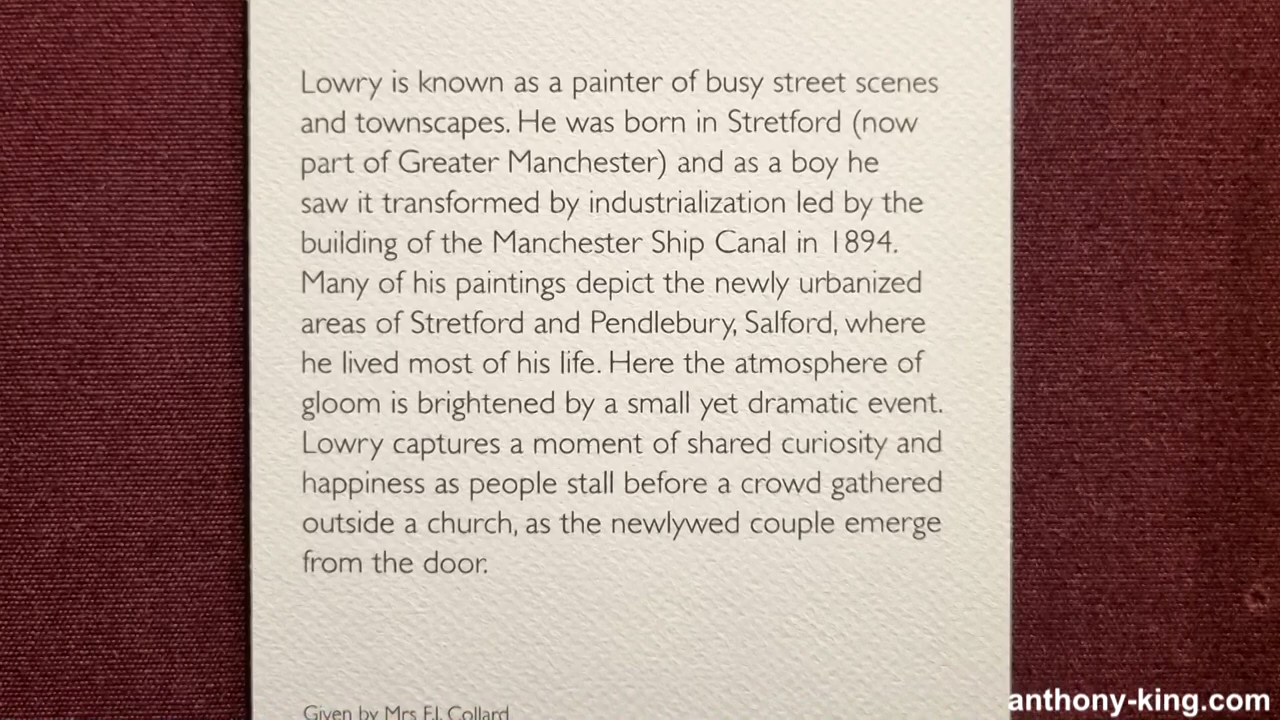 Lowry is known as a painter of busy street scenes
and townscapes. He was born in Stretford (now
part of Greater Manchester) and as a boy he
saw it transformed by industrialization led by the
building of the Manchester Ship Canal in 1894.
Many of his paintings depict the newly urbanized
areas of Stretford and Pendlebury, Salford, where
he lived most of his life. Here the atmosphere of
gloom is brightened by a small yet dramatic event.
Lowry captures a moment of shared curiosity and
happiness as people stall before a crowd gathered
outside a church, as the newlywed couple emerge
from the door.
Given by Mrs F.J. Collard
anthony-king.com